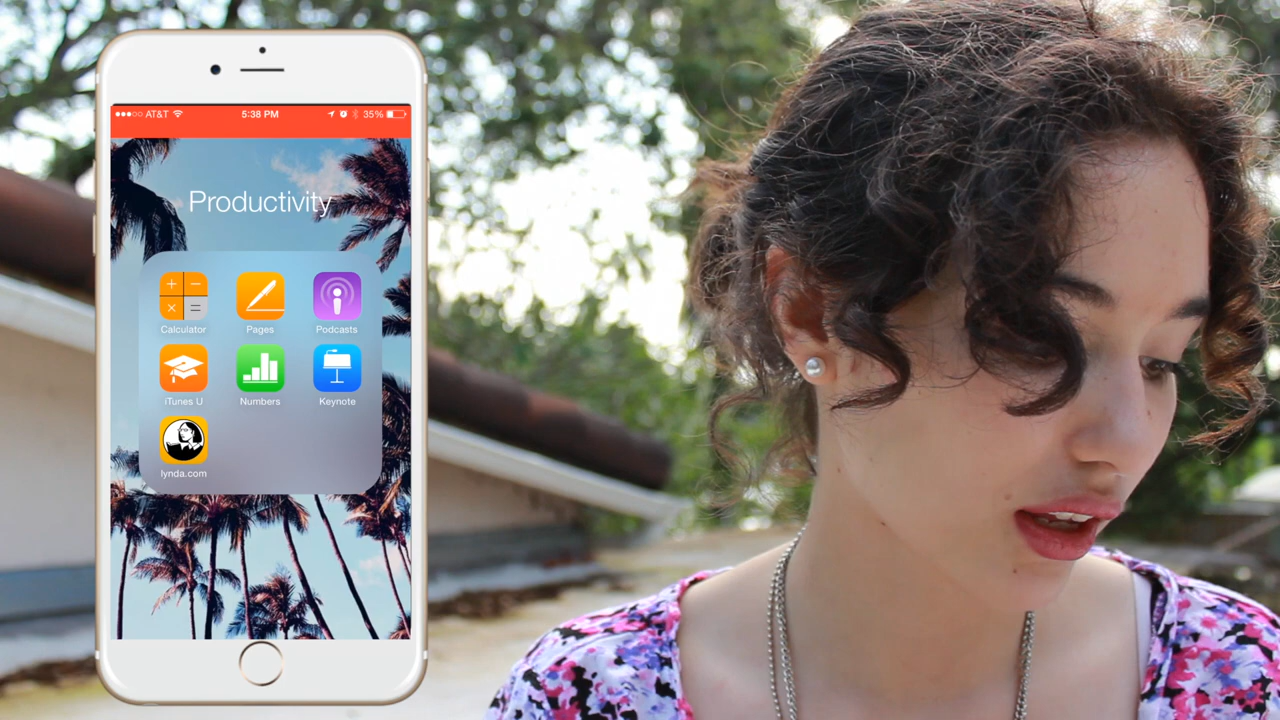 AT&T 5:38 PM 35%
Productivity
Calculator Pages Podcasts
iTunes U Numbers Keynote
lynda.com